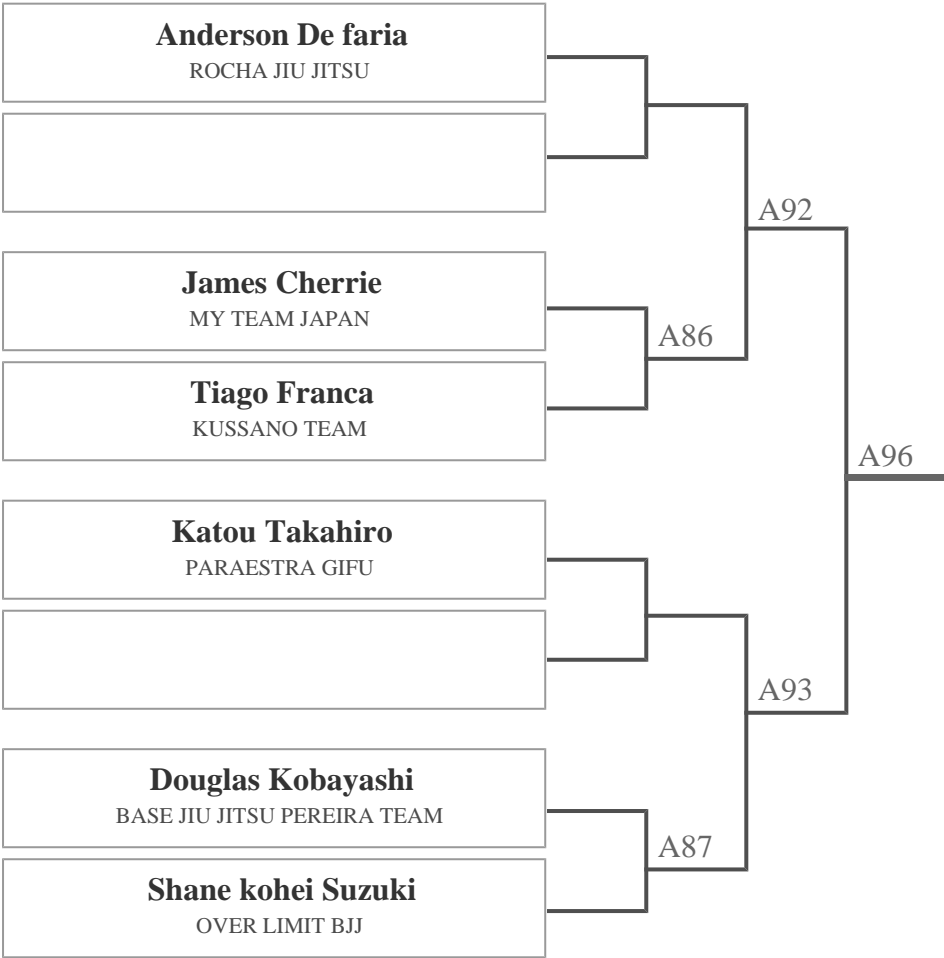 Anderson De faria
ROCHA JIU JITSU
A92
James Cherrie
MY TEAM JAPAN
A86
Tiago Franca
KUSSANO TEAM
A96
Katou Takahiro
PARAESTRA GIFU
A93
Douglas Kobayashi
BASE JIU JITSU PEREIRA TEAM
A87
Shane kohei Suzuki
OVER LIMIT BJJ